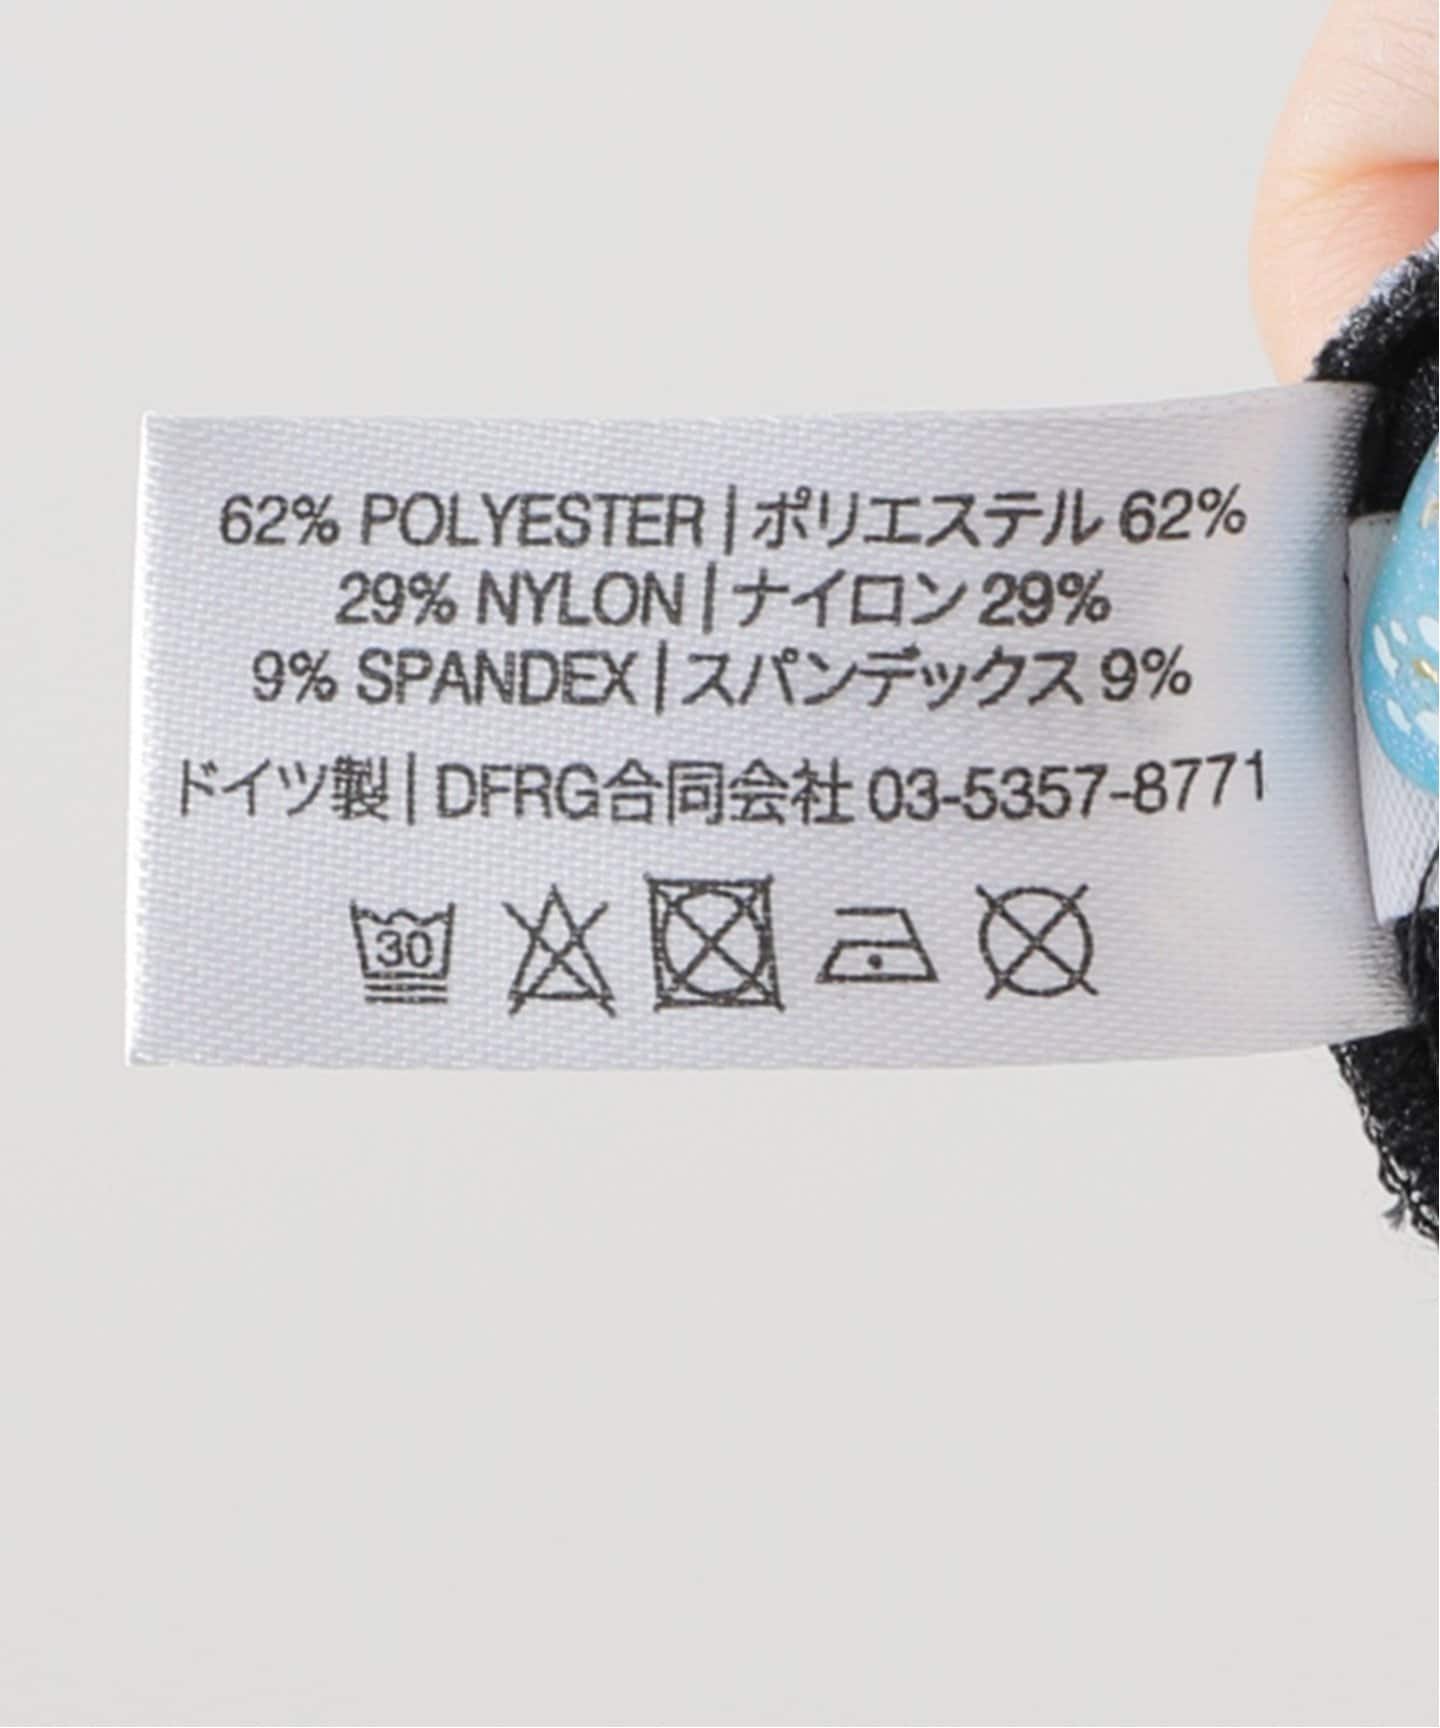 62% POLYESTER | ポリエステル 62%
29% NYLON | ナイロン 29%
9% SPANDEX | スパンデックス 9%
ドイツ製 | DFRG合同会社 03-5357-8771
30